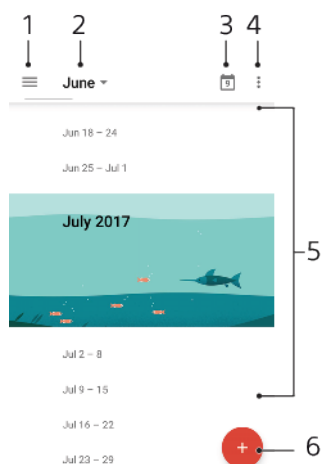 1 2 3 4
June
9
Jun 18 – 24
Jun 25 – Jul 1
July 2017
5
Jul 2 – 8
Jul 9 – 15
Jul 16 – 22
6
Jul 23 – 29